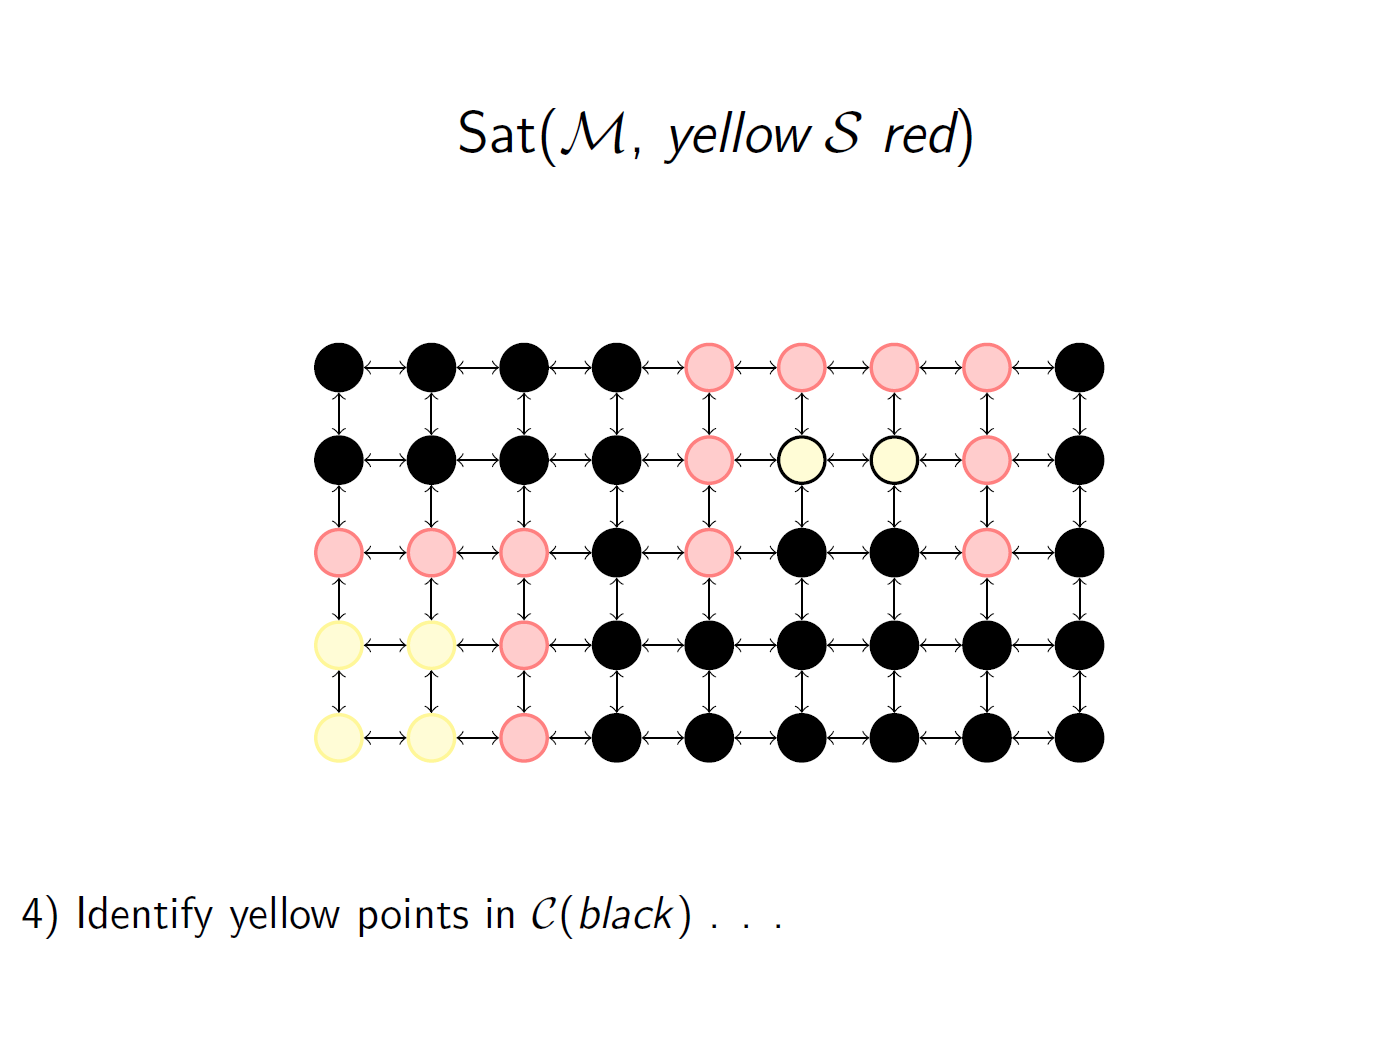 Sat(ℳ, yellow 𝒮 red)
4) Identify yellow points in 𝒞(black) . . .